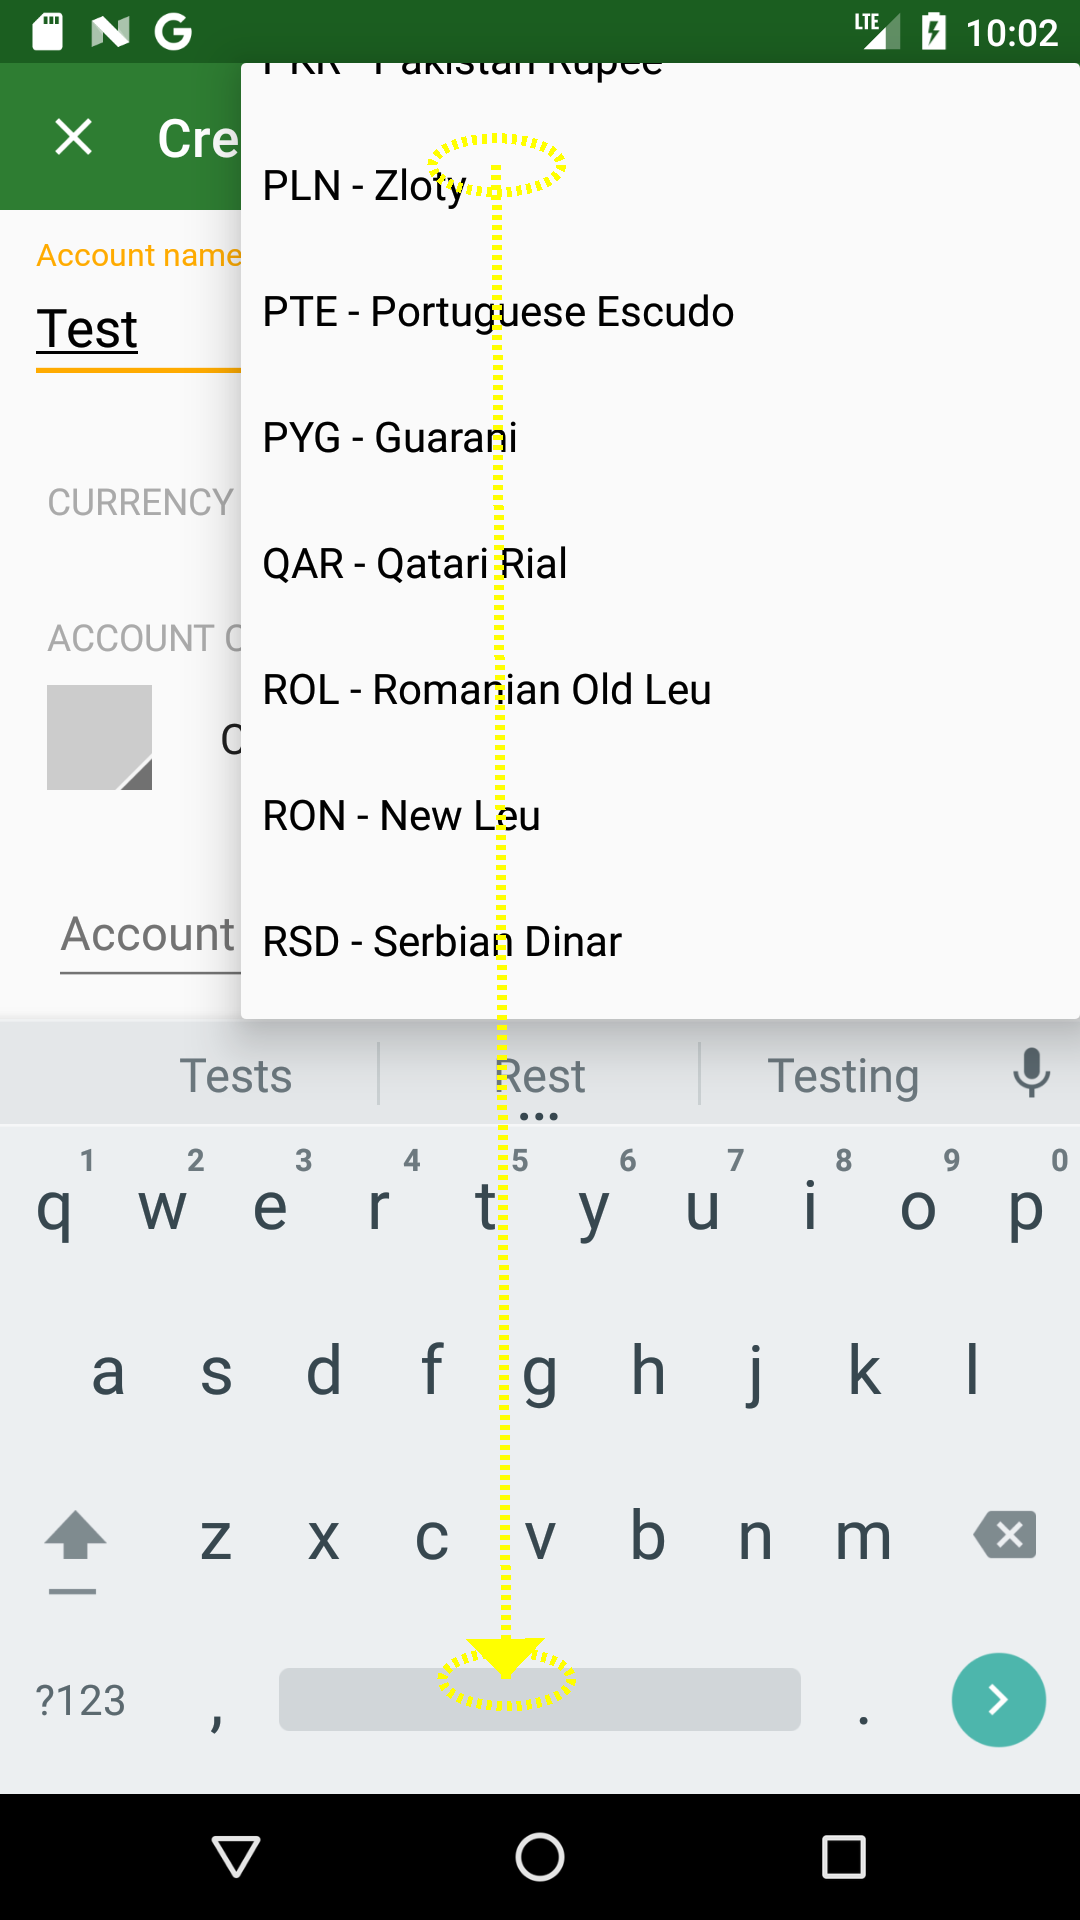 LTE 10:02
PKR - Pakistan Rupee
Cre
PLN - Zloty
Account name
PTE - Portuguese Escudo
Test
PYG - Guarani
CURRENCY
QAR - Qatari Rial
ACCOUNT C
ROL - Romanian Old Leu
C
RON - New Leu
Account
RSD - Serbian Dinar
Tests Rest Testing
1 2 3 4 5 6 7 8 9 0
q w e r t y u i o p
a s d f g h j k l
z x c v b n m
?123 , .